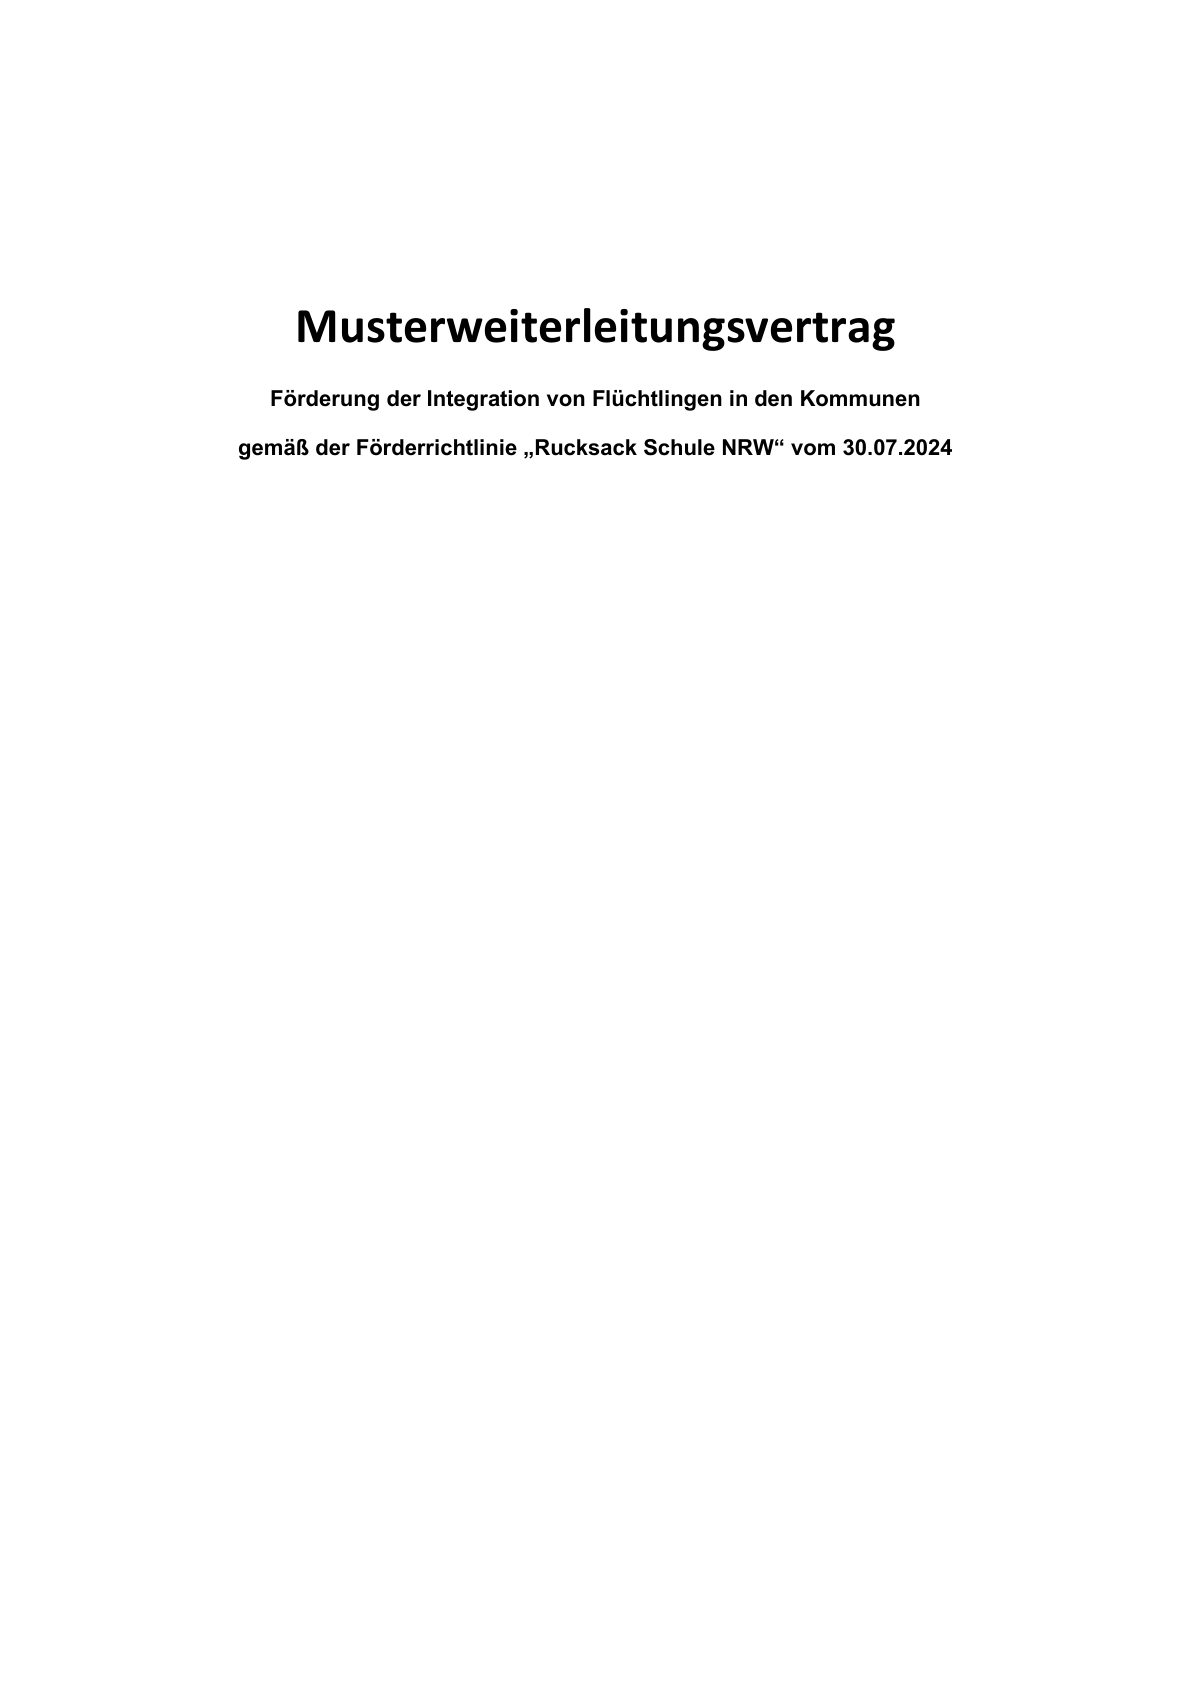 Musterweiterleitungsvertrag
Förderung der Integration von Flüchtlingen in den Kommunen
gemäß der Förderrichtlinie „Rucksack Schule NRW“ vom 30.07.2024